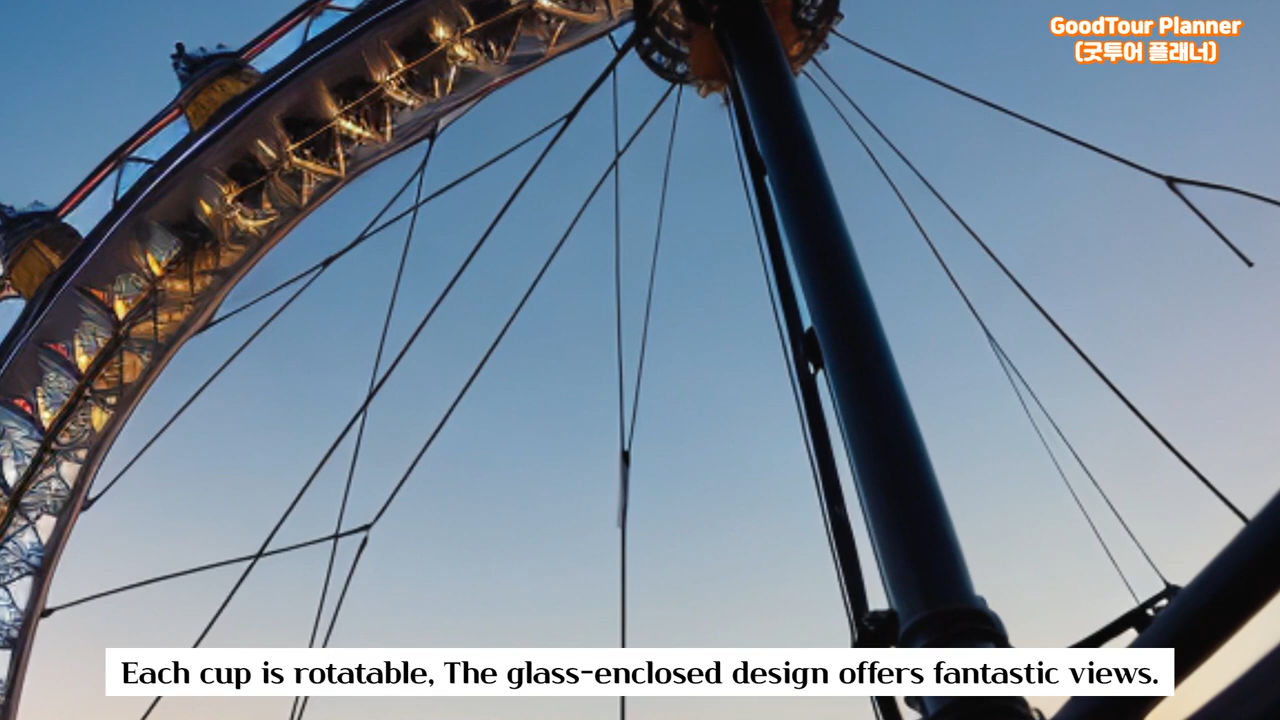 GoodTour Planner
(굿투어 플래너)
Each cup is rotatable, The glass-enclosed design offers fantastic views.